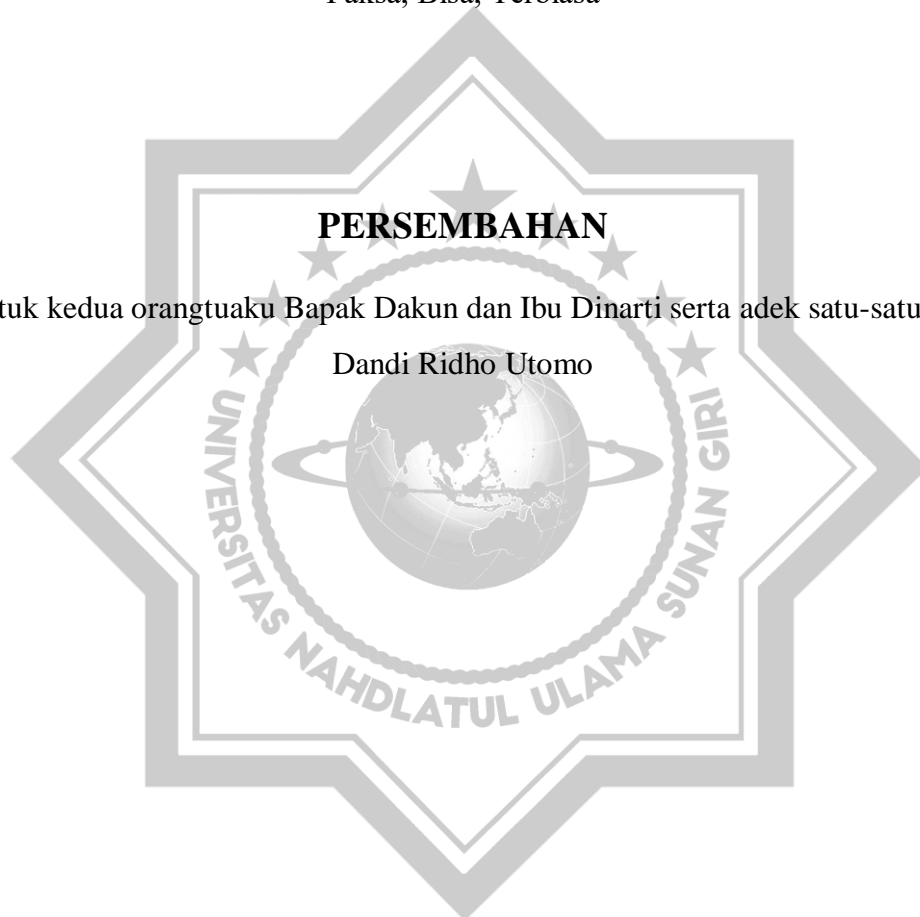 Paksa, Bisa, Terbiasa
PERSEMBAHAN
tuk kedua orangtuaku Bapak Dakun dan Ibu Dinarti serta adek satu-satu
Dandi Ridho Utomo
UNIVERSITAS NAHDLATUL ULAMA SUNAN GIRI